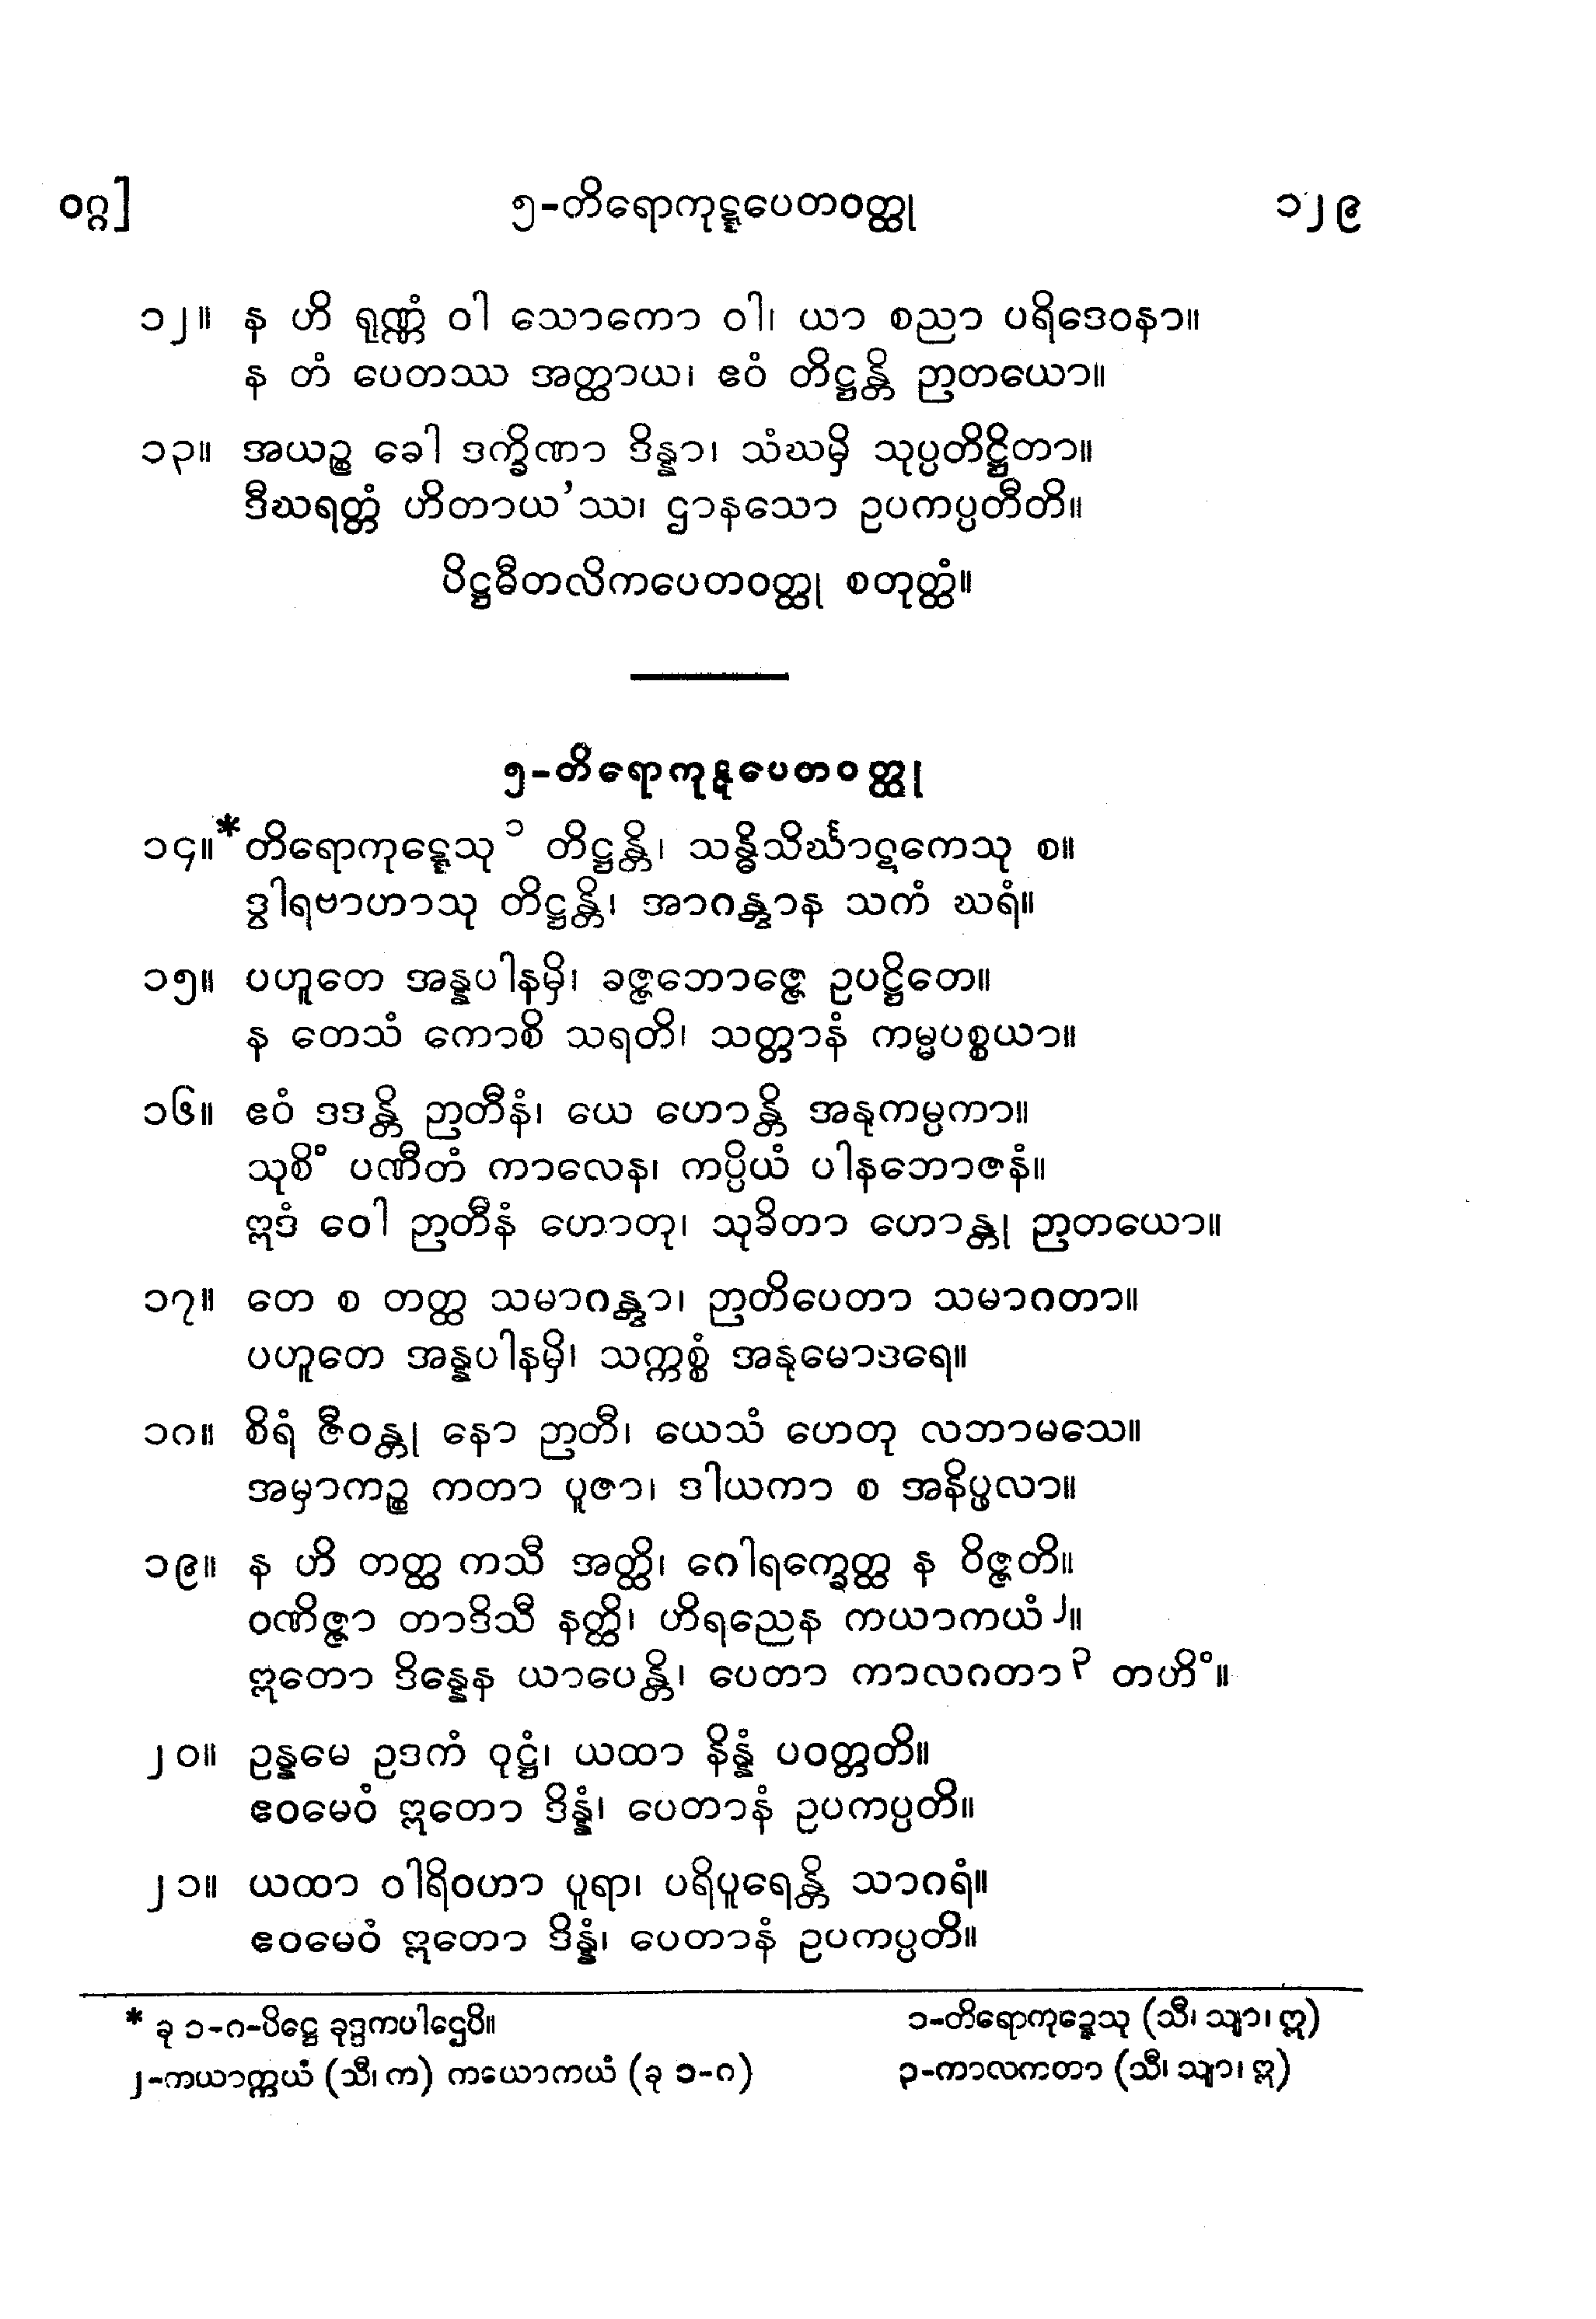 ဝဂ္ဂ]
၅-တိရောကုဋ္ဋပေတဝတ္ထု
၁၂၉
၁၂။ န ဟိ ရုဏ္ဏံ ဝါ သောကော ဝါ၊ ယာ စညာ ပရိဒေဝနာ။
န တံ ပေတဿ အတ္ထာယ၊ ဧဝံ တိဋ္ဌန္တိ ဉာတယော။
၁၃။ အယဉ္စ ခေါ ဒက္ခိဏာ ဒိန္နာ၊ သံဃမှိ သုပ္ပတိဋ္ဌိတာ။
ဒီဃရတ္တံ ဟိတာယ’ဿ၊ ဌာနသော ဥပကပ္ပတီတိ။
ပိဋ္ဌဓီတလိကပေတဝတ္ထု စတုတ္ထံ။
၅-တိရောကုဋ္ဋပေတဝတ္ထု
၁၄။*တိရောကုဋ္ဋေသု ၁ တိဋ္ဌန္တိ၊ သန္ဓိသိင်္ဃာဋကေသု စ။
ဒွါရဗာဟာသု တိဋ္ဌန္တိ၊ အာဂန္တွာန သကံ ဃရံ။
၁၅။ ပဟူတေ အန္နပါနမှိ၊ ခဇ္ဇဘောဇ္ဇေ ဥပဋ္ဌိတေ။
န တေသံ ကောစိ သရတိ၊ သတ္တာနံ ကမ္မပစ္စယာ။
၁၆။ ဧဝံ ဒဒန္တိ ဉာတီနံ၊ ယေ ဟောန္တိ အနုကမ္ပကာ။
သုစိံ ပဏီတံ ကာလေန၊ ကပ္ပိယံ ပါနဘောဇနံ။
ဣဒံ ဝေါ ဉာတီနံ ဟောတု၊ သုခိတာ ဟောန္တု ဉာတယော။
၁၇။ တေ စ တတ္ထ သမာဂန္တွာ၊ ဉာတိပေတာ သမာဂတာ။
ပဟူတေ အန္နပါနမှိ၊ သက္ကစ္စံ အနုမောဒရေ။
၁၈။ စိရံ ဇီဝန္တု နော ဉာတီ၊ ယေသံ ဟေတု လဘာမသေ။
အမှာကဉ္စ ကတာ ပူဇာ၊ ဒါယကာ စ အနိပ္ဖလာ။
၁၉။ န ဟိ တတ္ထ ကသီ အတ္ထိ၊ ဂေါရက္ခေတ္ထ န ဝိဇ္ဇတိ။
ဝဏိဇ္ဇာ တာဒိသီ နတ္ထိ၊ ဟိရညေန ကယာကယံ၂။
ဣတော ဒိန္နေန ယာပေန္တိ၊ ပေတာ ကာလဂတာ ၃ တဟိံ။
၂၀။ ဥန္နမေ ဥဒကံ ဝုဋ္ဌံ၊ ယထာ နိန္နံ ပဝတ္တတိ။
ဧဝမေဝံ ဣတော ဒိန္နံ၊ ပေတာနံ ဥပကပ္ပတိ။
၂၁။ ယထာ ဝါရိဝဟာ ပူရာ၊ ပရိပူရေန္တိ သာဂရံ။
ဧဝမေဝံ ဣတော ဒိန္နံ၊ ပေတာနံ ဥပကပ္ပတိ။
* ခု ၁-၈-ပိဋ္ဌေ ခုဒ္ဒကပါဌေပိ။
၁-တိရောကုဍ္ဍေသု (သီ၊ သျာ၊ ဣ)
၂-ကယာက္ကယံ (သီ၊ က) ကယောကယံ (ခု ၁-၈)
၃-ကာလကတာ (သီ၊ သျာ၊ ဣ)